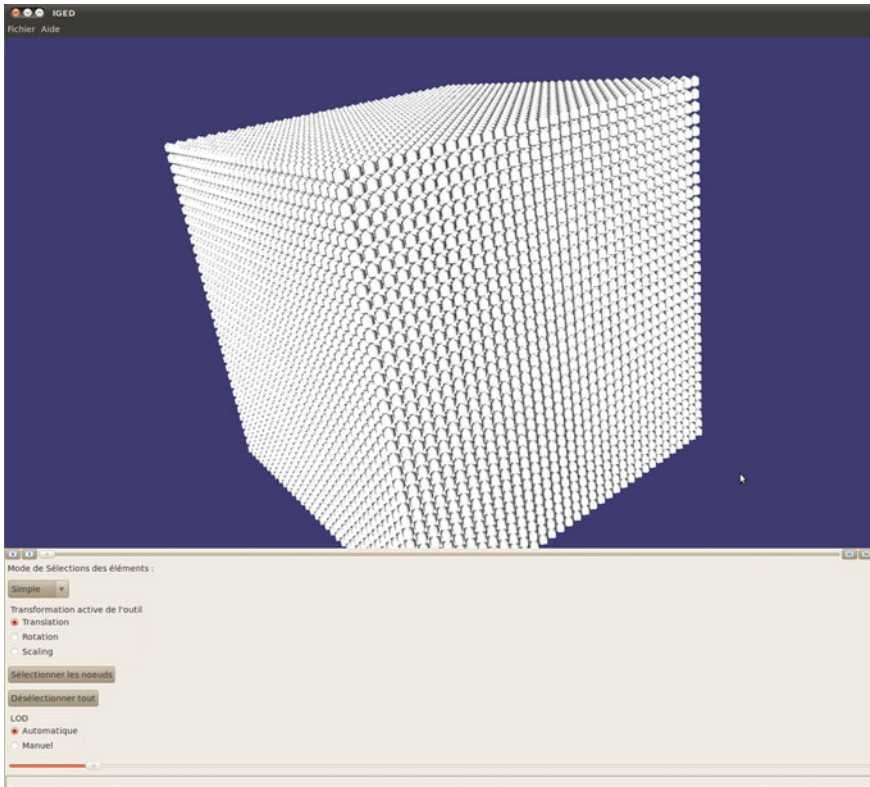 IGED
Fichier Aide
Mode de Sélections des éléments :
Simple
Transformation active de l'outil
Translation
Rotation
Scaling
Sélectionner les noeuds
Désélectionner tout
LOD
Automatique
Manuel